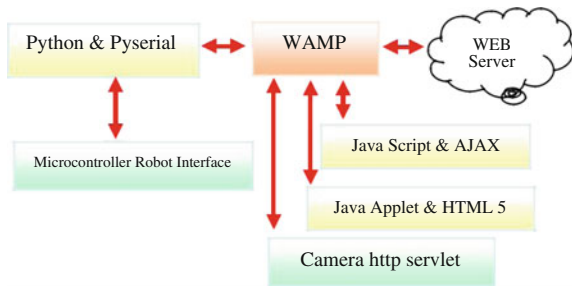 Python & Pyserial
WAMP
WEB
Server
Microcontroller Robot Interface
Java Script & AJAX
Java Applet & HTML 5
Camera http servlet